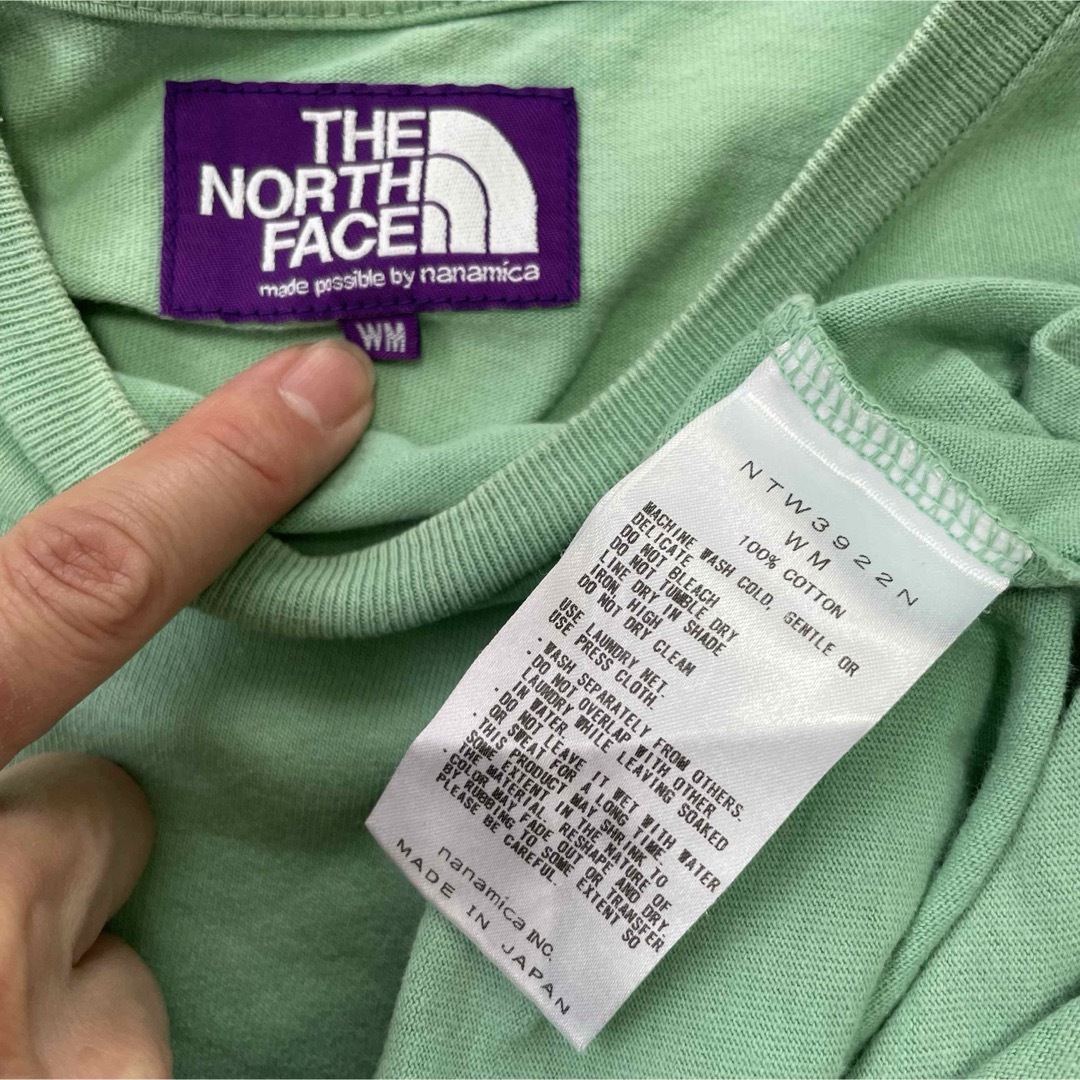 THE
NORTH
FACE
made possible by nanamica
WM
NTW3922N
WM
100% COTTON
MACHINE WASH COLD, GENTLE OR
DELICATE
DO NOT BLEACH
DO NOT TUMBLE DRY
LINE DRY IN SHADE
IRON HIGH
DO NOT DRY CLEAN
USE LAUNDRY NET.
USE PRESS CLOTH.
・WASH SEPARATELY FROM OTHERS.
・DO NOT OVERLAP WITH OTHER
LAUNDRY WHILE LEAVING SOAKED
IN WATER.
・DO NOT LEAVE IT WET WITH WATER
OR SWEAT FOR A LONG TIME.
・THIS PRODUCT MAY SHRINK TO
SOME EXTENT IN THE NATURE OF
THE MATERIAL. RESHAPE AND DRY.
・COLOR MAY FADE OUT OR TRANSFER
BY RUBBING TO SOME EXTENT SO
PLEASE BE CAREFUL.
nanamica INC.
MADE IN JAPAN